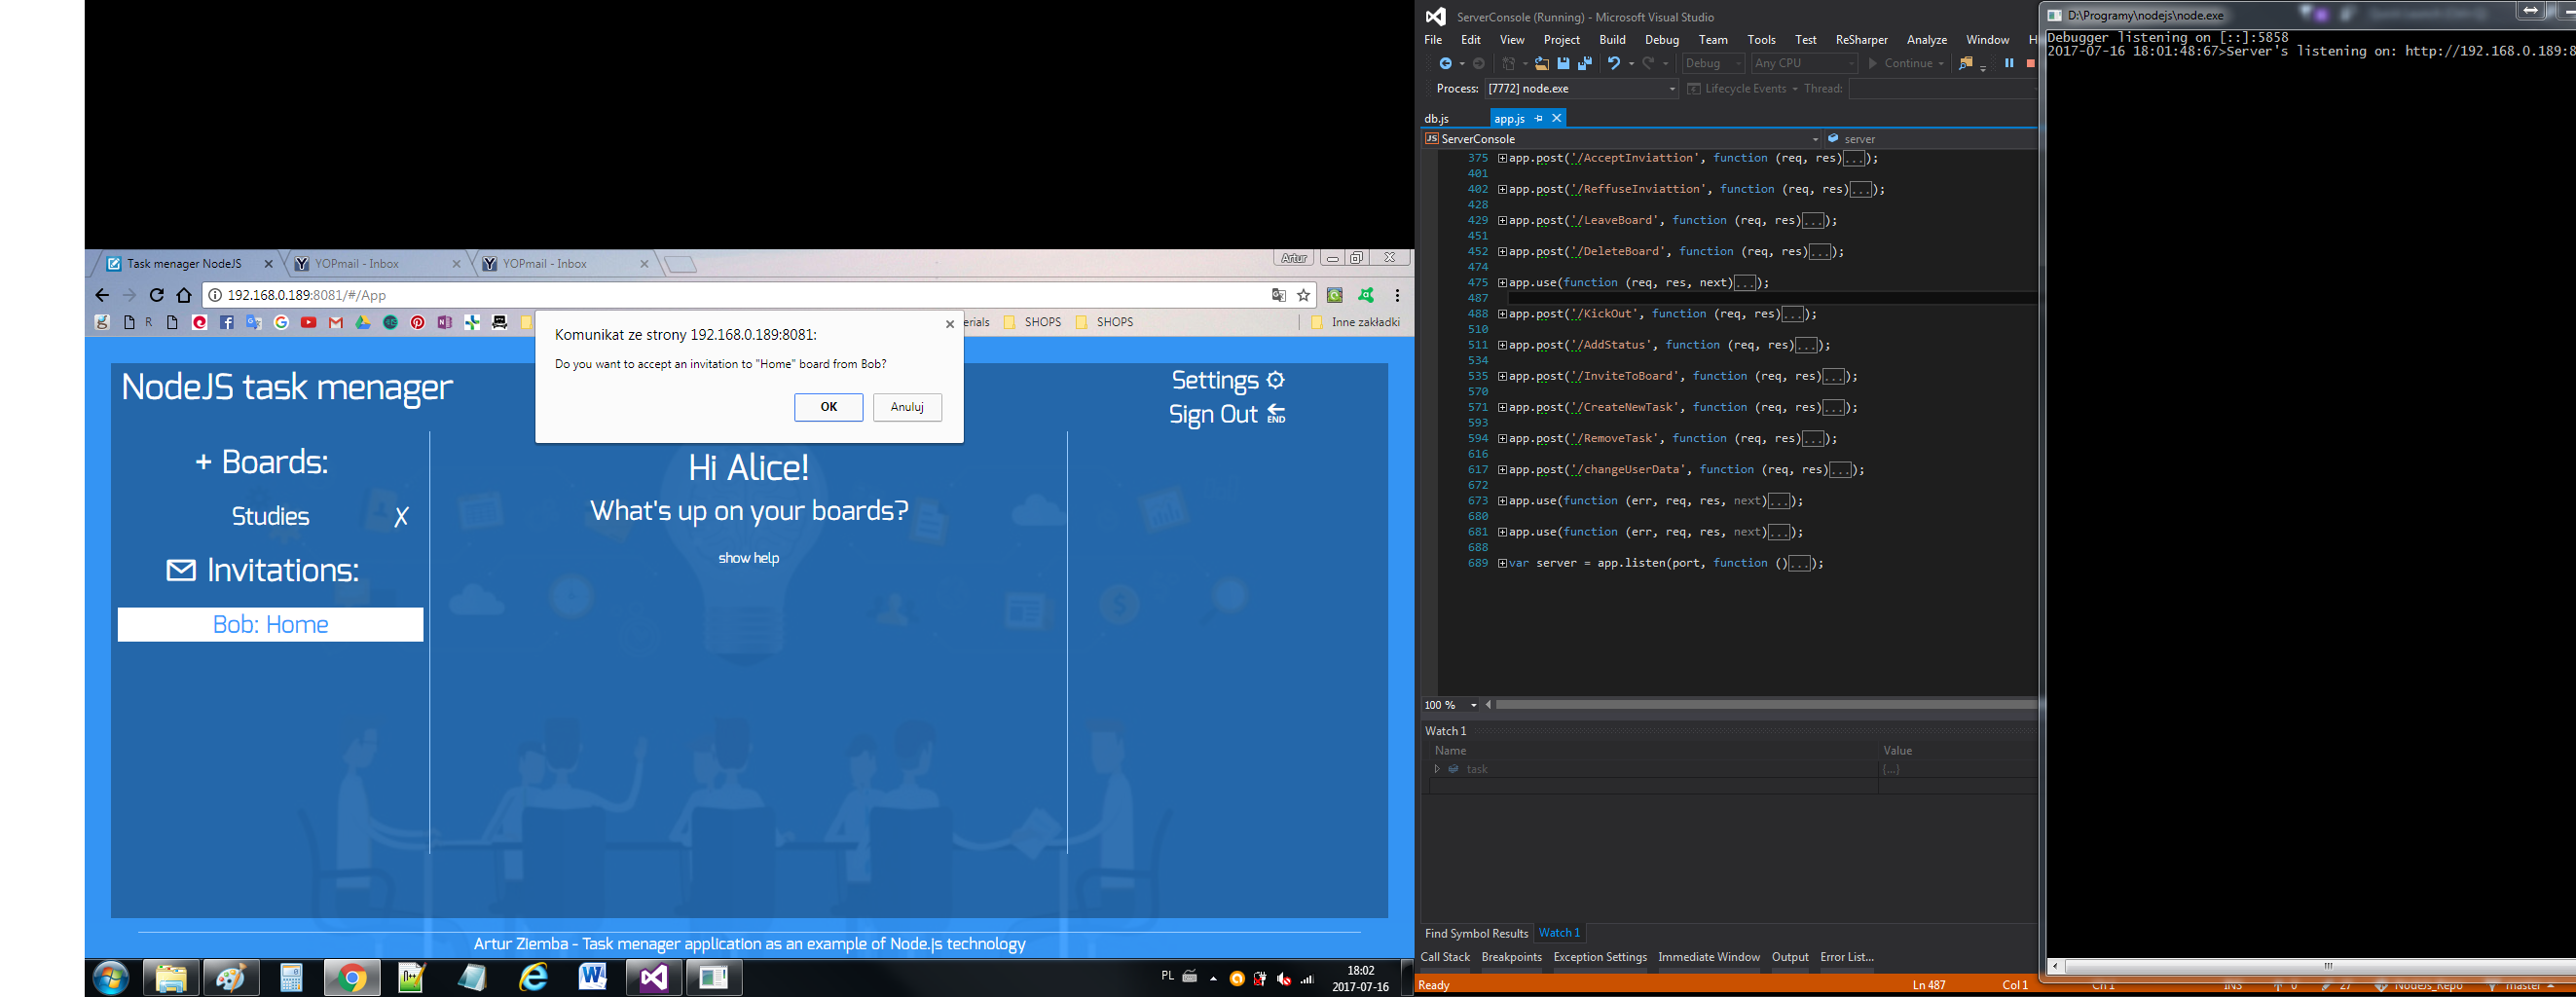 Task menager NodeJS
YOPmail - Inbox
YOPmail - Inbox
Artur
192.168.0.189:8081/#/App
R
erials
SHOPS
SHOPS
Inne zakładki
Komunikat ze strony 192.168.0.189:8081:
Do you want to accept an invitation to "Home" board from Bob?
OK
Anuluj
NodeJS task menager
Settings
Sign Out
END
+ Boards:
Studies X
Invitations:
Bob: Home
Hi Alice!
What's up on your boards?
show help
Artur Ziemba - Task menager application as an example of Node.js technology
PL
18:02
2017-07-16
ServerConsole (Running) - Microsoft Visual Studio
File Edit View Project Build Debug Team Tools Test ReSharper Analyze Window H
Debug Any CPU Continue
Process: [7772] node.exe Lifecycle Events Thread:
db.js app.js
JS ServerConsole server
375 app.post('/AcceptInviattion', function (req, res)...);
401
402 app.post('/ReffuseInviattion', function (req, res)...);
428
429 app.post('/LeaveBoard', function (req, res)...);
451
452 app.post('/DeleteBoard', function (req, res)...);
474
475 app.use(function (req, res, next)...);
487
488 app.post('/KickOut', function (req, res)...);
510
511 app.post('/AddStatus', function (req, res)...);
534
535 app.post('/InviteToBoard', function (req, res)...);
570
571 app.post('/CreateNewTask', function (req, res)...);
593
594 app.post('/RemoveTask', function (req, res)...);
616
617 app.post('/changeUserData', function (req, res)...);
672
673 app.use(function (err, req, res, next)...);
680
681 app.use(function (err, req, res, next)...);
688
689 var server = app.listen(port, function ()...);
100 %
Watch 1
Name Value
task {...}
Find Symbol Results Watch 1
Call Stack Breakpoints Exception Settings Immediate Window Output Error List...
Ready Ln 487 Col 1 Ch 1 INS 0 27 NodeJS_Repo master
D:\Programy\nodejs\node.exe
Debugger listening on [::]:5858
2017-07-16 18:01:48:67>Server's listening on: http://192.168.0.189:8